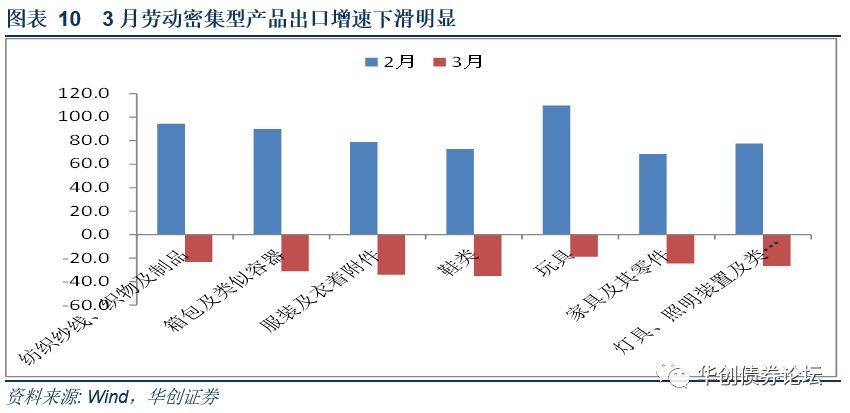 图表 10 3 月劳动密集型产品出口增速下滑明显
2月 3月
120.0
100.0
80.0
60.0
40.0
20.0
0.0
-20.0
-40.0
-60.0
纺织纱线、织物及制品
箱包及类似容器
服装及衣着附件
鞋类
玩具
家具及其零件
灯具、照明装置及类…
华创债券论坛
资料来源: Wind，华创证券